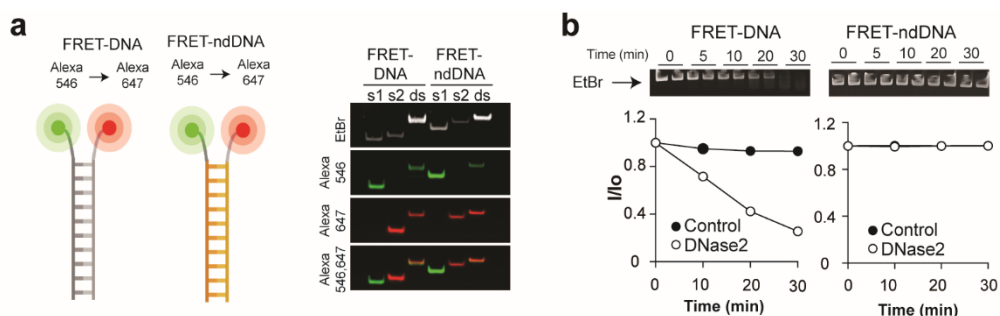 a
FRET-DNA FRET-ndDNA
Alexa 546 → Alexa 647
Alexa 546 → Alexa 647
FRET-DNA FRET-ndDNA
s1 s2 ds s1 s2 ds
EtBr
Alexa 546
Alexa 647
Alexa 546,647
b
FRET-DNA FRET-ndDNA
Time (min) 0 5 10 20 30 0 5 10 20 30
EtBr
1.2
0.8
0.4
0
I/Io
Control
DNase2
0 10 20 30
Time (min)
1.2
0.8
0.4
0
Control
DNase2
0 10 20 30
Time (min)